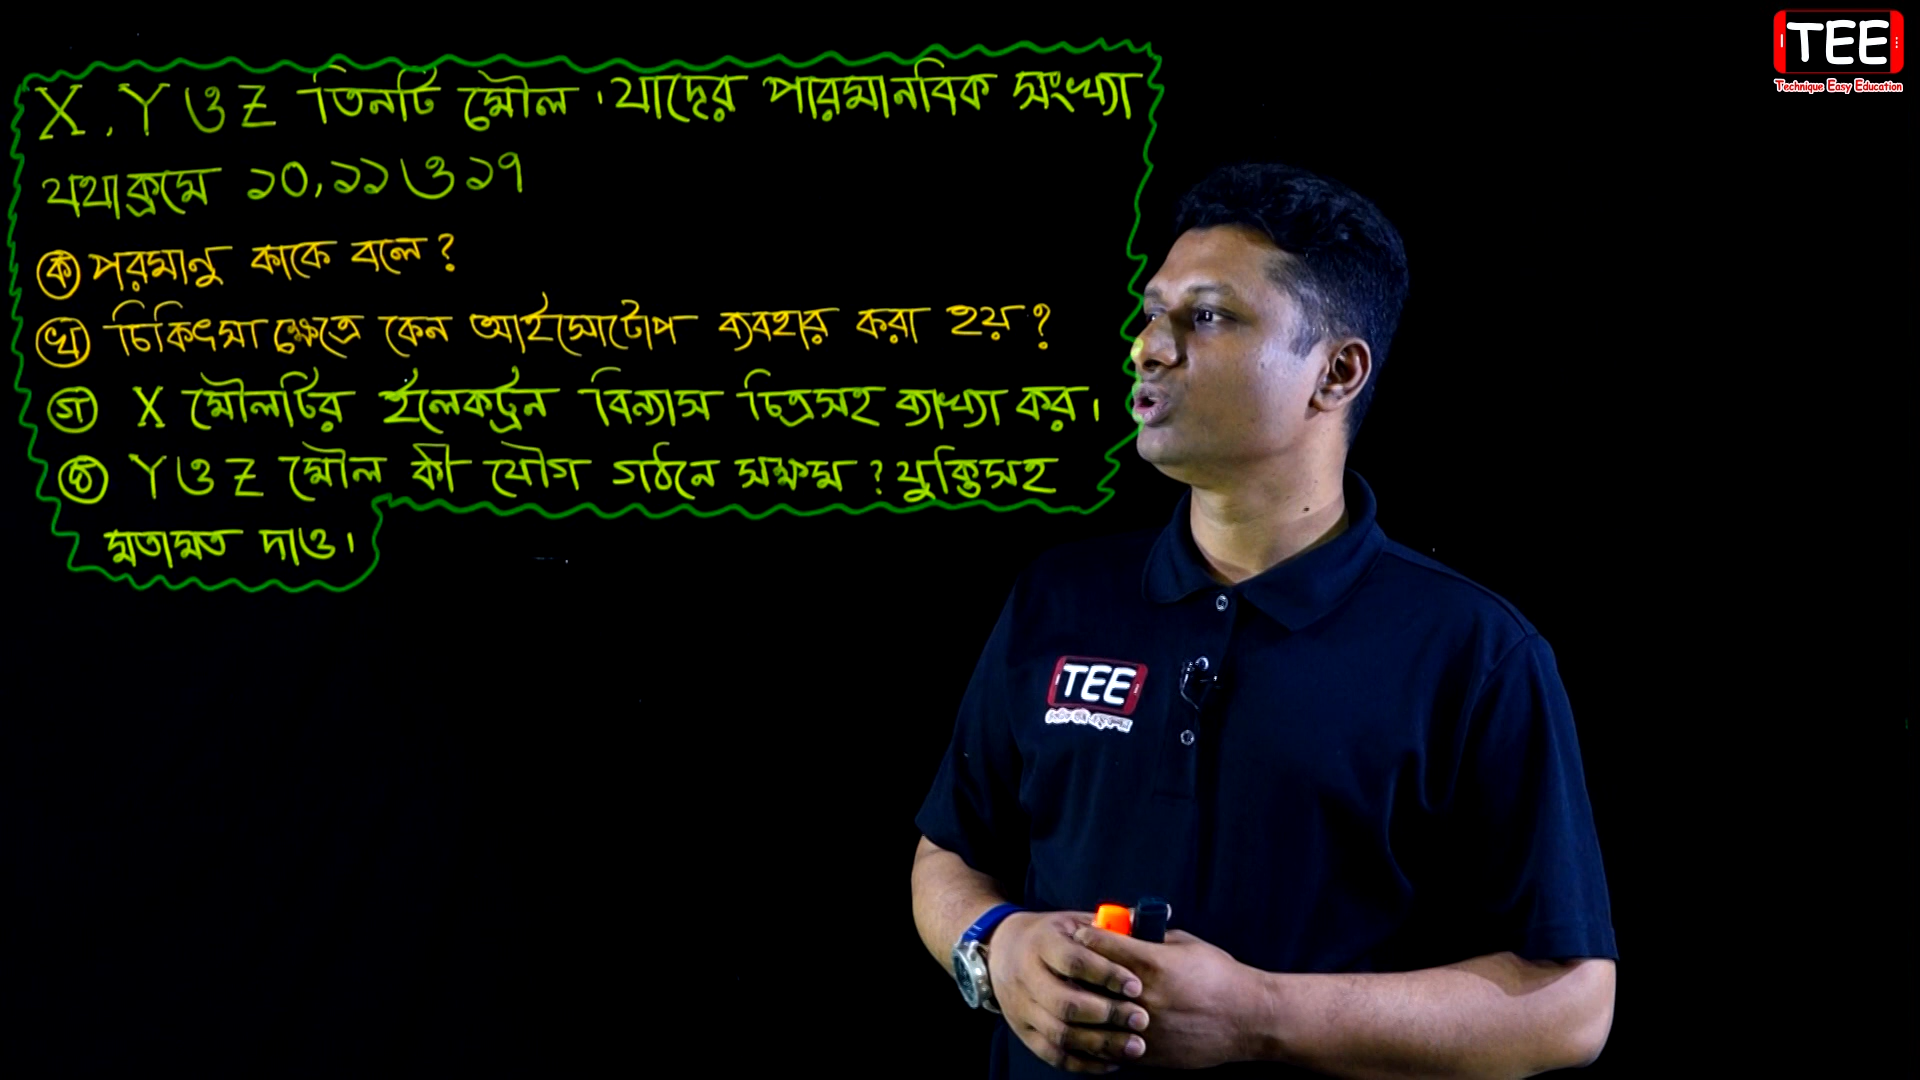 X, Y ও Z তিনটি মৌল । যাদের পারমানবিক সংখ্যা
যথাক্রমে ১০, ১১ ও ১৭
ক পরমানু কাকে বলে ?
খ চিকিৎসা ক্ষেত্রে কেন আইসোটোপ ব্যবহার করা হয় ?
গ X মৌলটির ইলেকট্রন বিন্যাস চিত্রসহ ব্যাখ্যা কর ।
ঘ Y ও Z মৌল কী যৌগ গঠনে সক্ষম ? যুক্তিসহ
মতামত দাও ।
TEE
Technique Easy Education
TEE